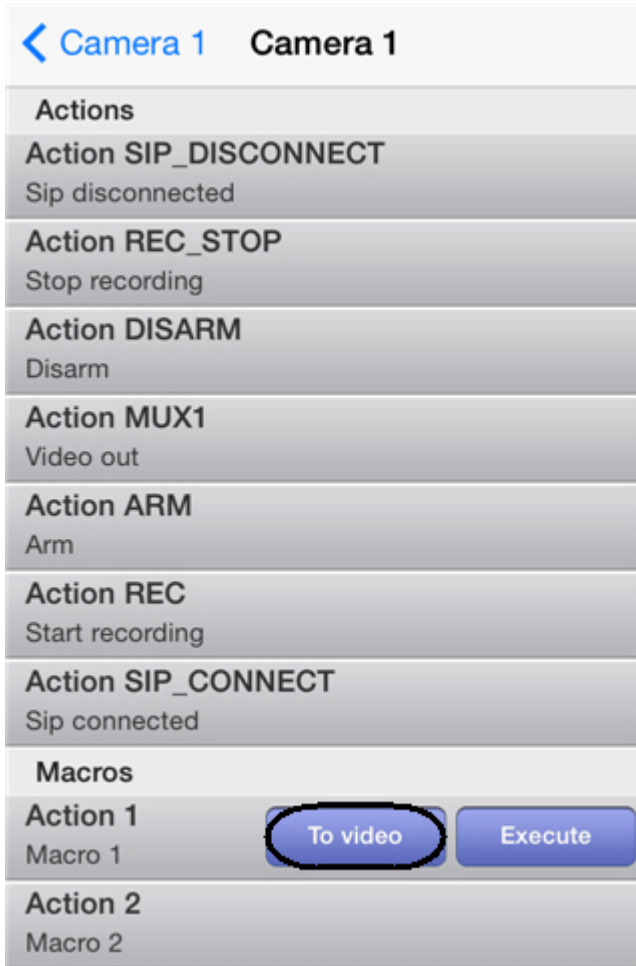 Camera 1 Camera 1
Actions
Action SIP_DISCONNECT
Sip disconnected
Action REC_STOP
Stop recording
Action DISARM
Disarm
Action MUX1
Video out
Action ARM
Arm
Action REC
Start recording
Action SIP_CONNECT
Sip connected
Macros
Action 1
Macro 1
To video Execute
Action 2
Macro 2